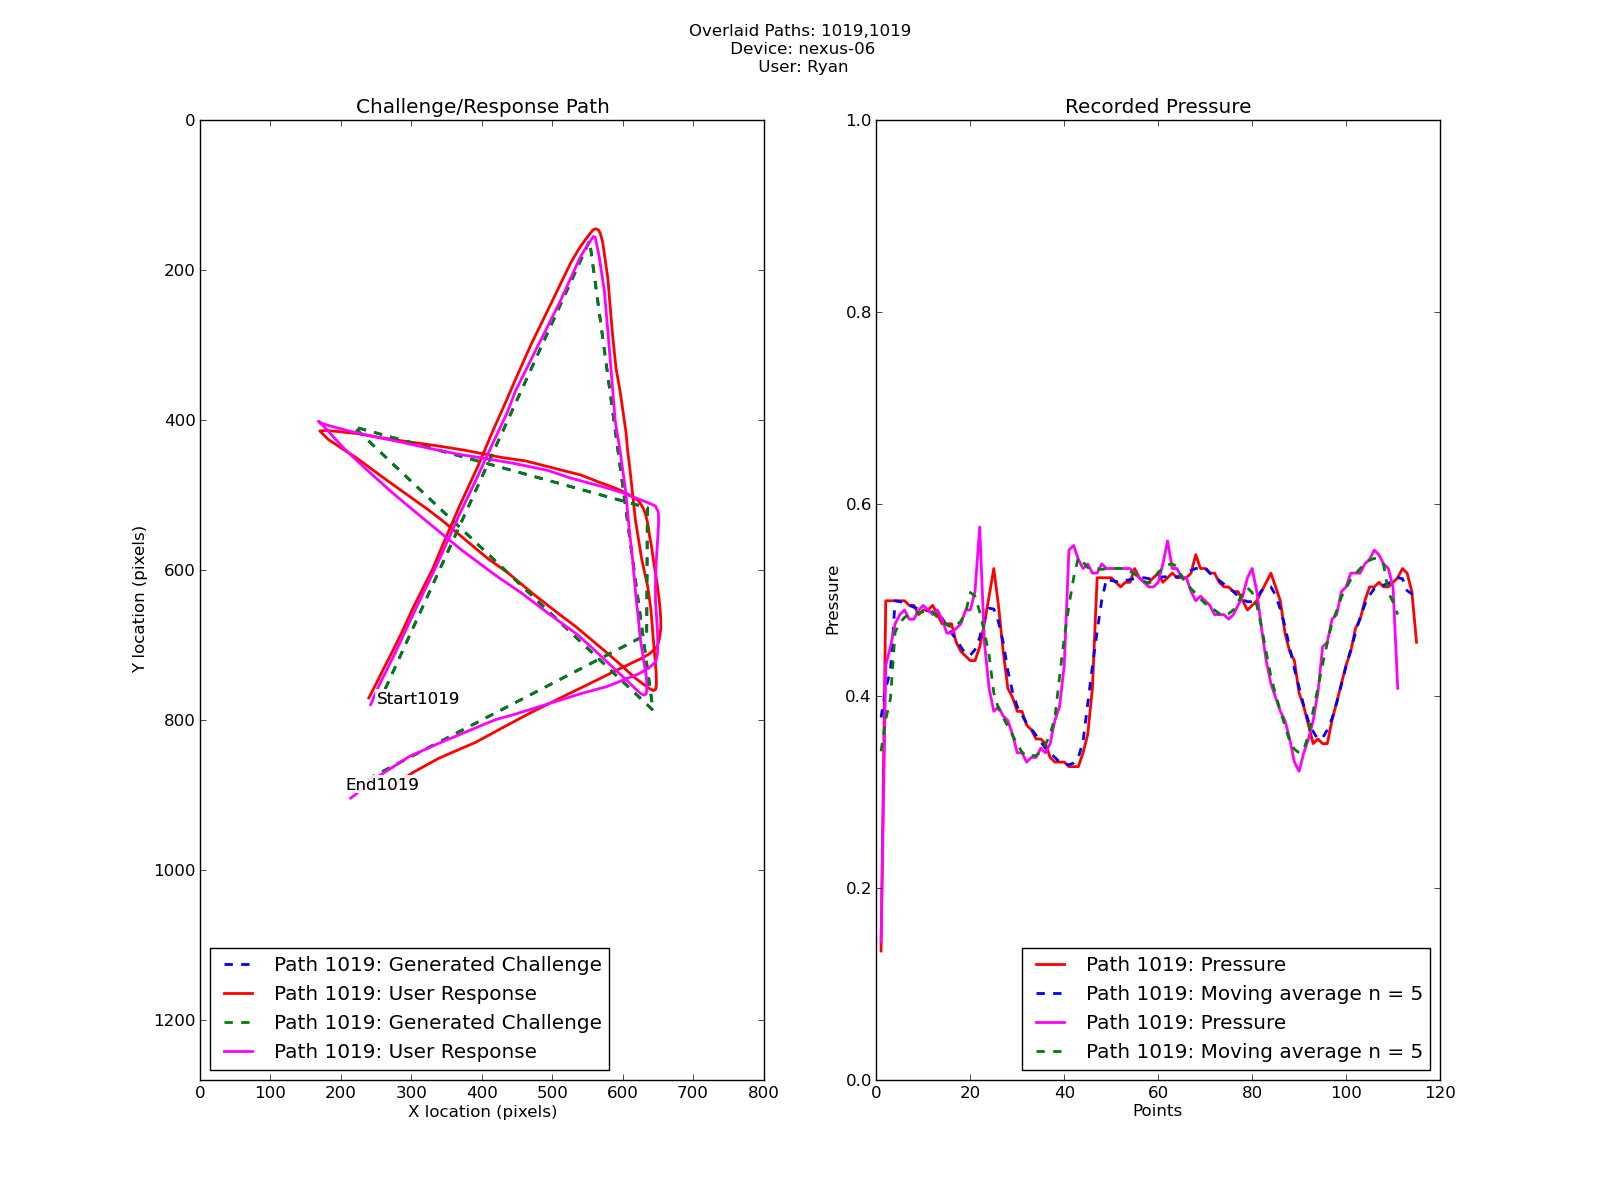 Overlaid Paths: 1019,1019
Device: nexus-06
User: Ryan
Challenge/Response Path
0
200
400
600
800
1000
1200
Y location (pixels)
Start1019
End1019
Path 1019: Generated Challenge
Path 1019: User Response
Path 1019: Generated Challenge
Path 1019: User Response
0 100 200 300 400 500 600 700 800
X location (pixels)
Recorded Pressure
1.0
0.8
0.6
0.4
0.2
0.0
Pressure
Path 1019: Pressure
Path 1019: Moving average n = 5
Path 1019: Pressure
Path 1019: Moving average n = 5
0 20 40 60 80 100 120
Points